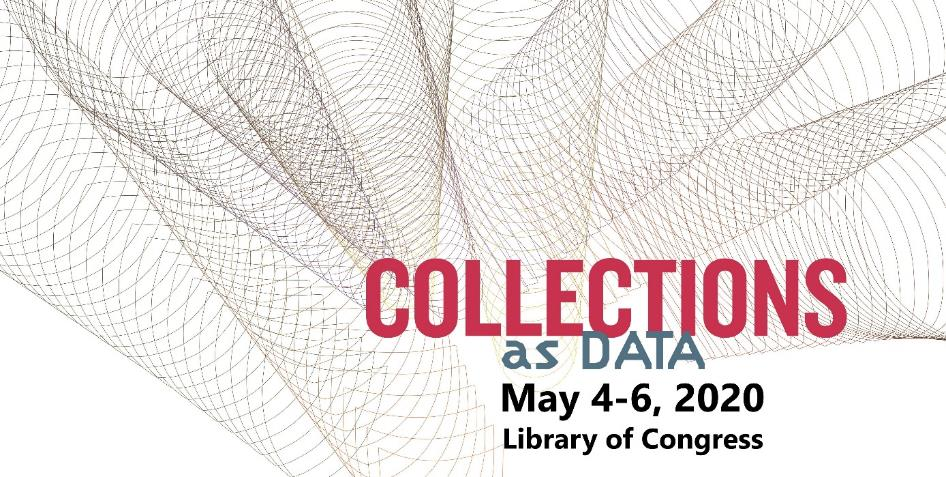 COLLECTIONS
as DATA
May 4-6, 2020
Library of Congress